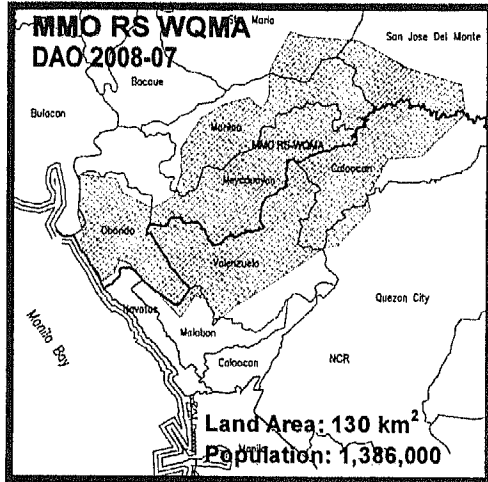 MMO RS WQMA
Sta Maria
San Jose Del Monte
DAO 2008-07
Bocaue
Bulacan
Marilao
MMO RS-WQMA
Meycauayan
Caloocan
Obando
Valenzuela
Navotas
Quezon City
Malabon
Manila Bay
Caloocan
NCR
Land Area: 130 km²
Manila
Population: 1,386,000